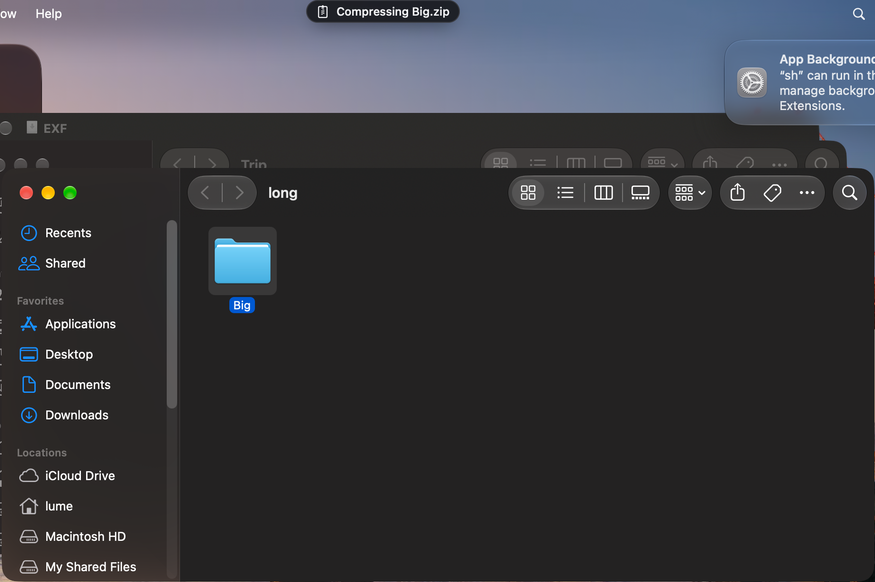 ow Help
Compressing Big.zip
App Background
“sh” can run in th
manage backgro
Extensions.
EXF
Trip
long
Recents
Shared
Favorites
Applications
Desktop
Documents
Downloads
Locations
iCloud Drive
lume
Macintosh HD
My Shared Files
Big